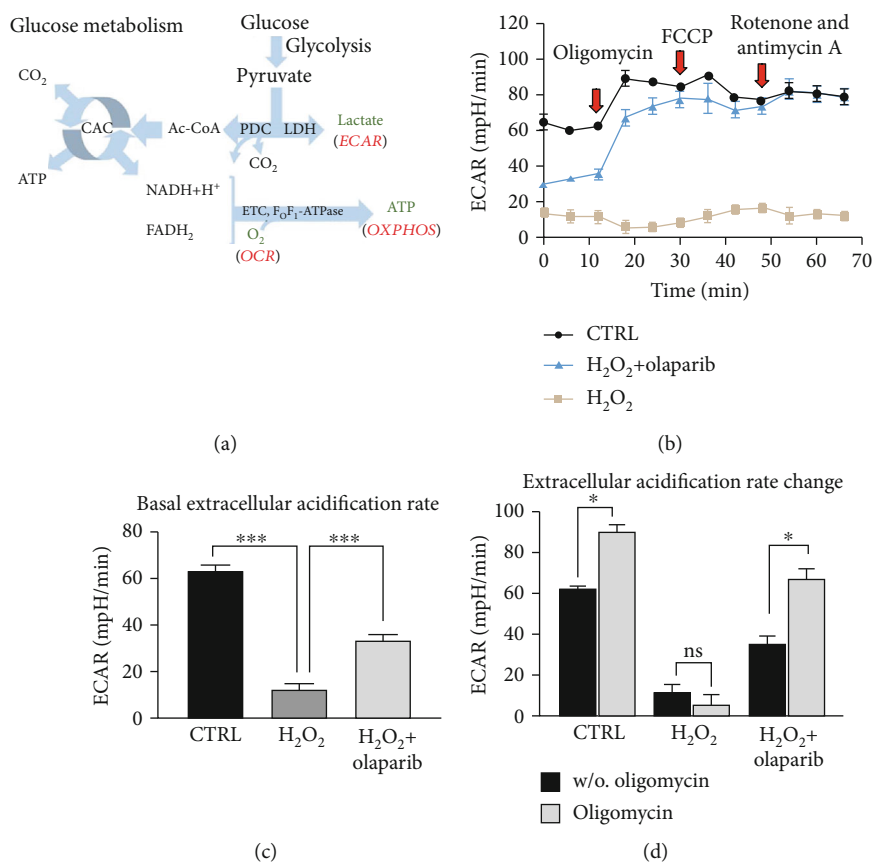 Glucose metabolism
Glucose
Glycolysis
Pyruvate
CO₂
CAC
Ac-CoA
PDC LDH
Lactate
(ECAR)
CO₂
ATP
NADH+H⁺
FADH₂
ETC, F₀F₁-ATPase
O₂
(OCR)
ATP
(OXPHOS)
(a)
ECAR (mpH/min)
120
100
80
60
40
20
0
Oligomycin
FCCP
Rotenone and
antimycin A
0 10 20 30 40 50 60 70
Time (min)
CTRL
H₂O₂+olaparib
H₂O₂
(b)
Basal extracellular acidification rate
ECAR (mpH/min)
80
60
40
20
0
*** ***
CTRL
H₂O₂
H₂O₂+
olaparib
(c)
Extracellular acidification rate change
ECAR (mpH/min)
100
80
60
40
20
0
*
ns
*
CTRL
H₂O₂
H₂O₂+
olaparib
w/o. oligomycin
Oligomycin
(d)